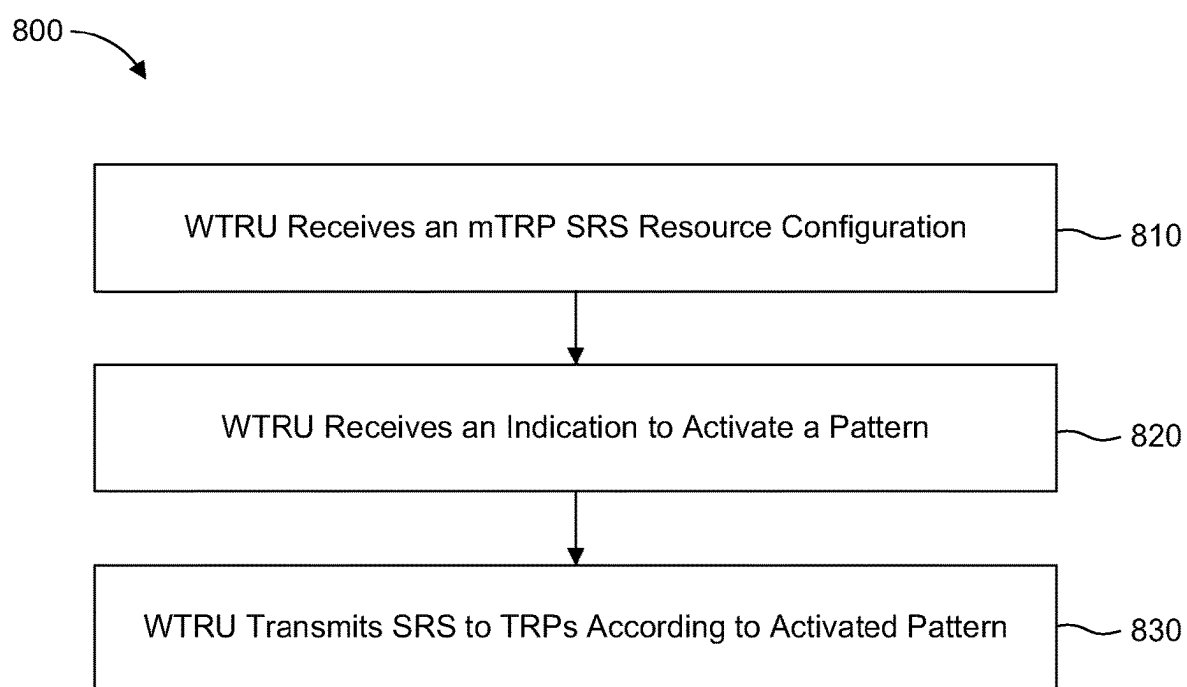 800
WTRU Receives an mTRP SRS Resource Configuration
810
WTRU Receives an Indication to Activate a Pattern
820
WTRU Transmits SRS to TRPs According to Activated Pattern
830